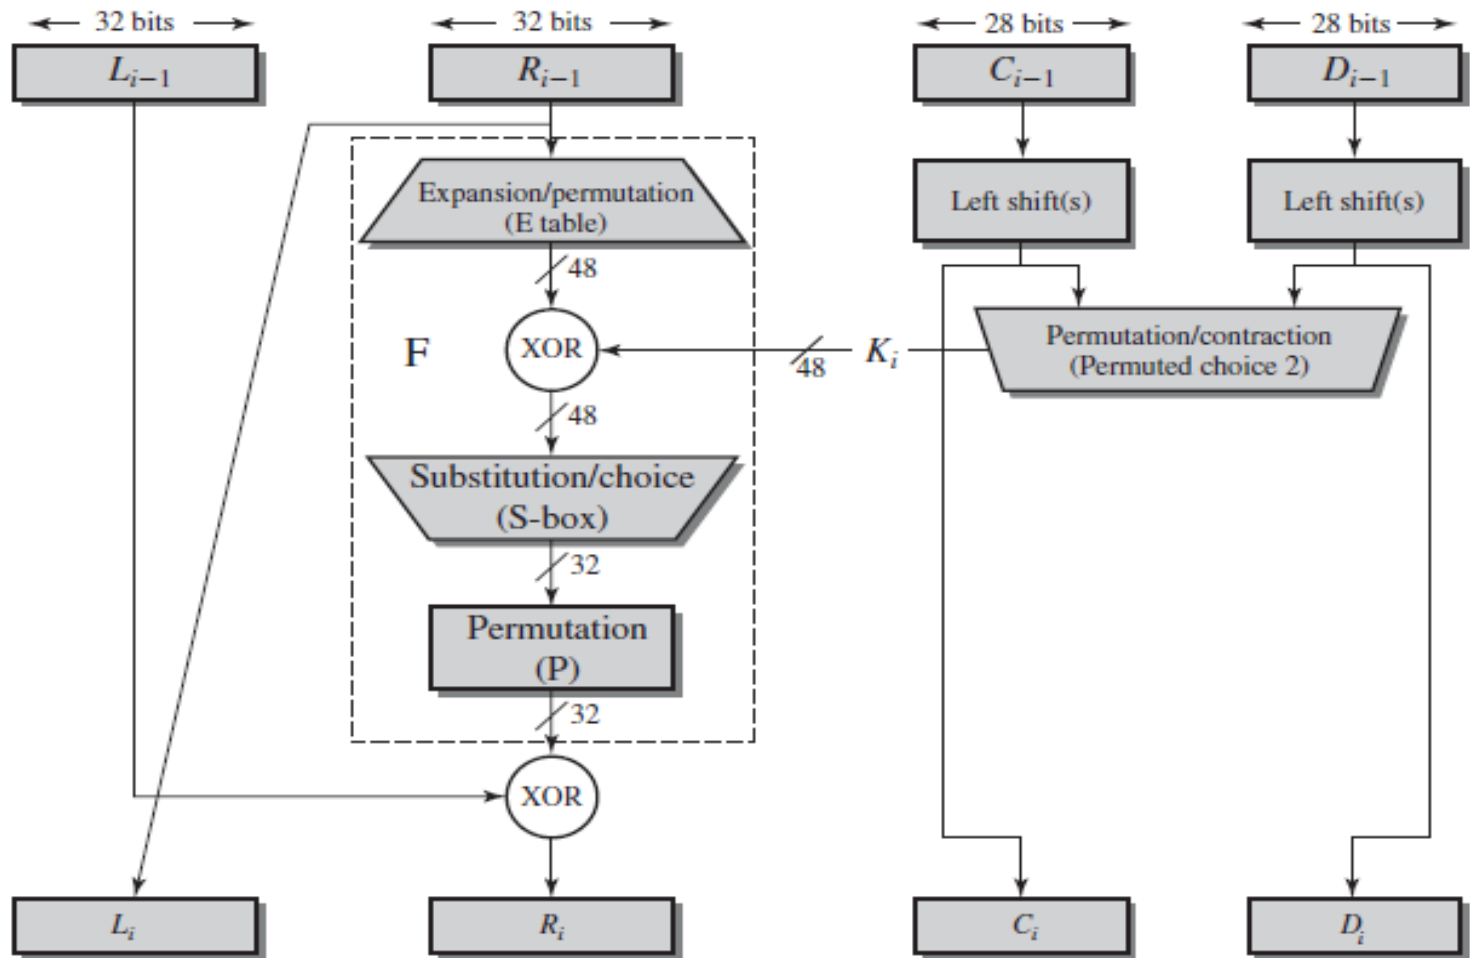 32 bits
32 bits
28 bits
28 bits
Lᵢ₋₁
Rᵢ₋₁
Cᵢ₋₁
Dᵢ₋₁
Expansion/permutation
(E table)
Left shift(s)
Left shift(s)
48
F
XOR
48
Kᵢ
Permutation/contraction
(Permuted choice 2)
48
Substitution/choice
(S-box)
32
Permutation
(P)
32
XOR
Lᵢ
Rᵢ
Cᵢ
Dᵢ